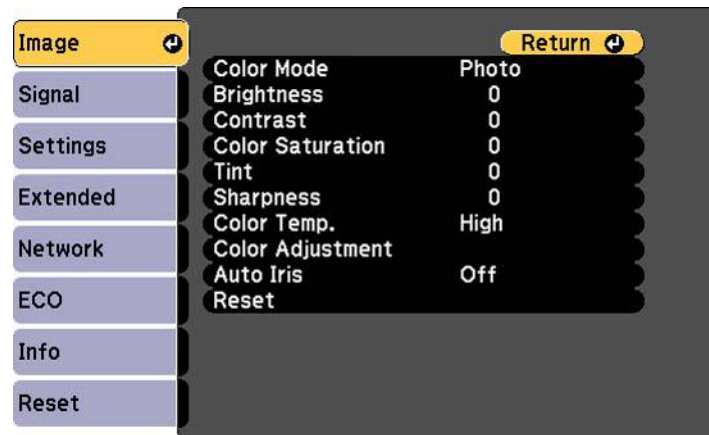 Image
Signal
Settings
Extended
Network
ECO
Info
Reset
Return
Color Mode Photo
Brightness 0
Contrast 0
Color Saturation 0
Tint 0
Sharpness 0
Color Temp. High
Color Adjustment
Auto Iris Off
Reset